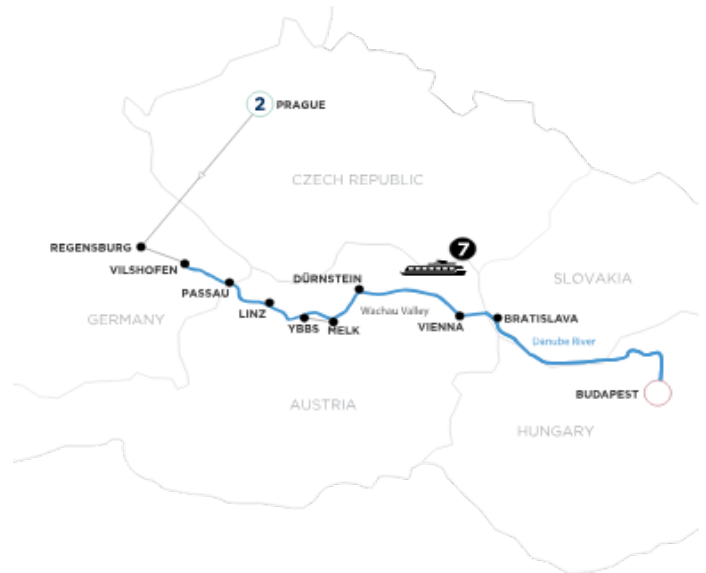 2 PRAGUE
CZECH REPUBLIC
REGENSBURG
7
VILSHOFEN
DÜRNSTEIN
SLOVAKIA
PASSAU
LINZ
Wachau Valley
GERMANY
YBBS
MELK
VIENNA
BRATISLAVA
Danube River
BUDAPEST
AUSTRIA
HUNGARY